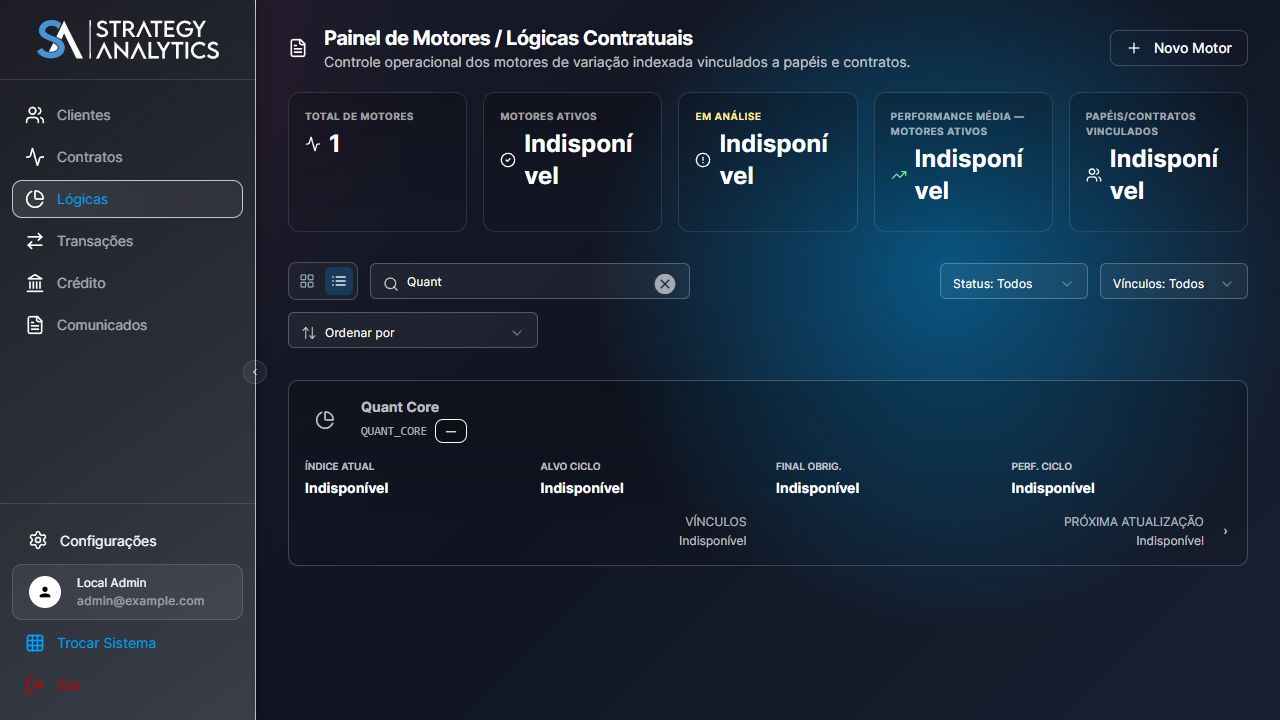 STRATEGY
ANALYTICS
Clientes
Contratos
Lógicas
Transações
Crédito
Comunicados
Configurações
Local Admin
admin@example.com
Trocar Sistema
Sair
Painel de Motores / Lógicas Contratuais
Controle operacional dos motores de variação indexada vinculados a papéis e contratos.
Novo Motor
TOTAL DE MOTORES
1
MOTORES ATIVOS
Indisponí
vel
EM ANÁLISE
Indisponí
vel
PERFORMANCE MÉDIA —
MOTORES ATIVOS
Indisponí
vel
PAPÉIS/CONTRATOS
VINCULADOS
Indisponí
vel
Quant
Status: Todos
Vínculos: Todos
Ordenar por
Quant Core
QUANT_CORE —
ÍNDICE ATUAL
Indisponível
ALVO CICLO
Indisponível
FINAL OBRIG.
Indisponível
PERF. CICLO
Indisponível
VÍNCULOS
Indisponível
PRÓXIMA ATUALIZAÇÃO
Indisponível